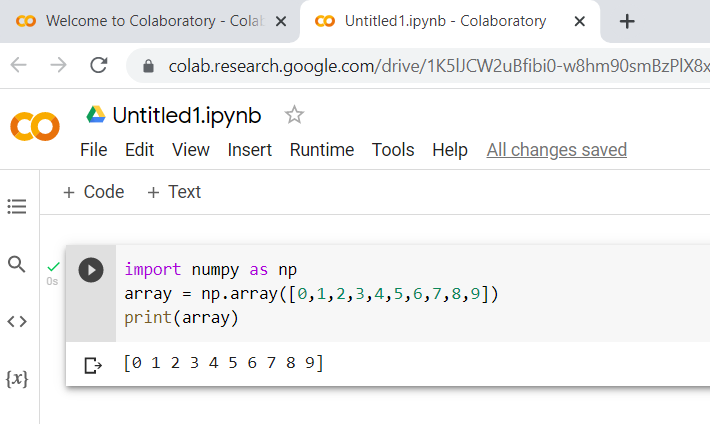 Welcome to Colaboratory - Colab
Untitled1.ipynb - Colaboratory
colab.research.google.com/drive/1K5lJCW2uBfibi0-w8hm90smBzPlX8x
Untitled1.ipynb
File Edit View Insert Runtime Tools Help All changes saved
+ Code + Text
0s
import numpy as np
array = np.array([0,1,2,3,4,5,6,7,8,9])
print(array)
[0 1 2 3 4 5 6 7 8 9]
{x}